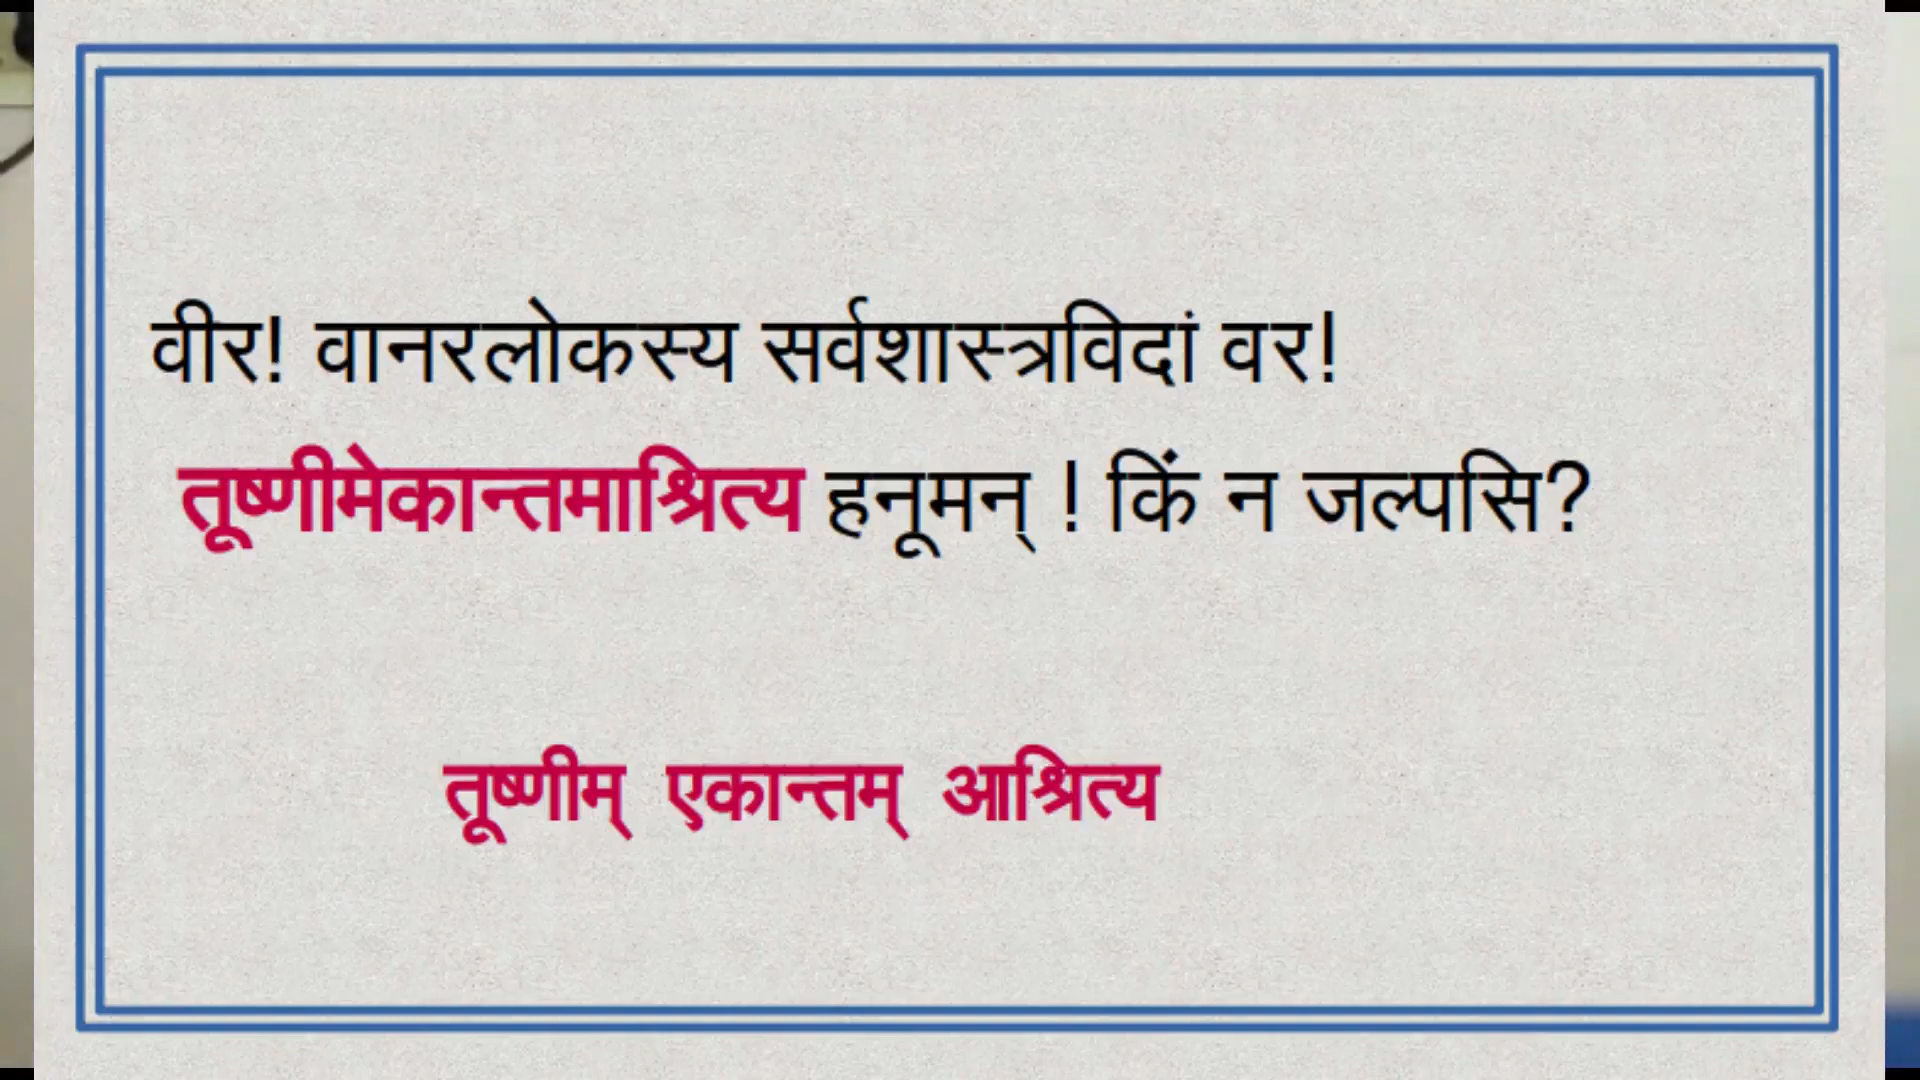 वीर! वानरलोकस्य सर्वशास्त्रविदां वर!
तूष्णीमेकान्तमाश्रित्य हनूमन् ! किं न जल्पसि?
तूष्णीम् एकान्तम् आश्रित्य